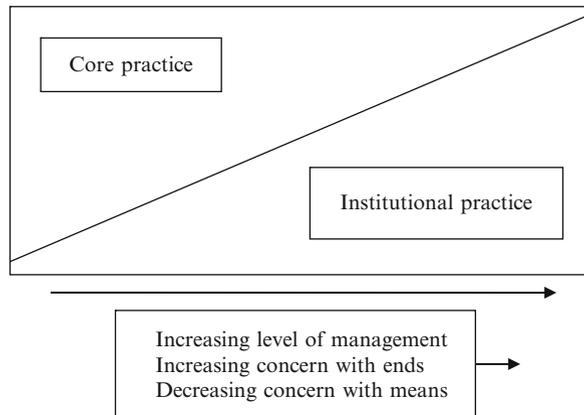 Core practice
Institutional practice
Increasing level of management
Increasing concern with ends
Decreasing concern with means